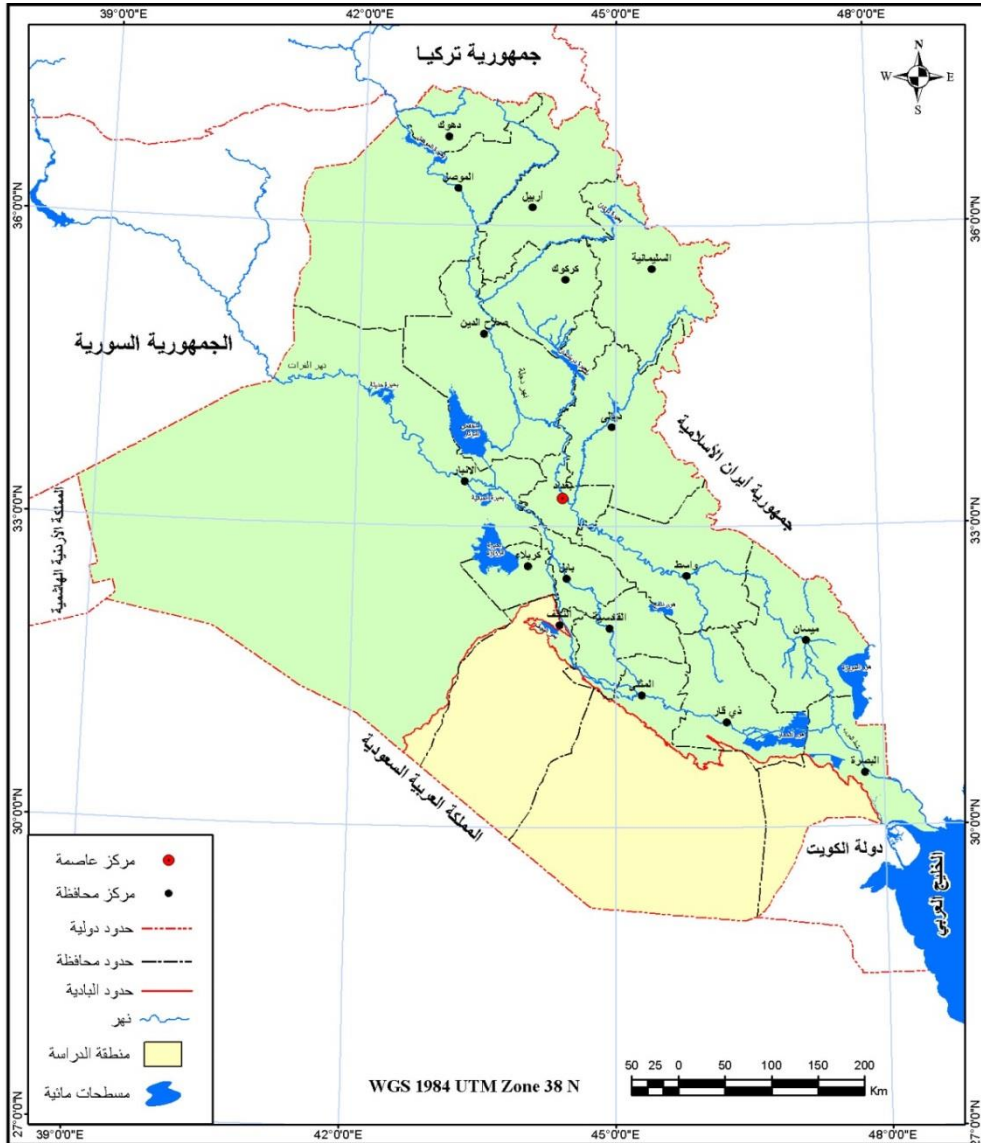 39°0'0"E
42°0'0"E
45°0'0"E
48°0'0"E
جمهورية تركيا
N
W E
S
دهوك
الموصل
أربيل
36°0'0"N
36°0'0"N
السليمانية
كركوك
صلاح الدين
الجمهورية السورية
نهر الفرات
نهر دجلة
ديالى
جمهورية أيران الأسلامية
الانبار
بغداد
33°0'0"N
33°0'0"N
المملكة الأردنية الهاشمية
كربلاء
بابل
واسط
النجف
القادسية
ميسان
المثنى
ذي قار
البصرة
المملكة العربية السعودية
30°0'0"N
30°0'0"N
دولة الكويت
الخليج العربي
مركز عاصمة
مركز محافظة
حدود دولية
حدود محافظة
حدود البادية
نهر
منطقة الدراسة
مسطحات مائية
WGS 1984 UTM Zone 38 N
50 25 0 50 100 150 200
Km
27°0'0"N
27°0'0"N
39°0'0"E
42°0'0"E
45°0'0"E
48°0'0"E